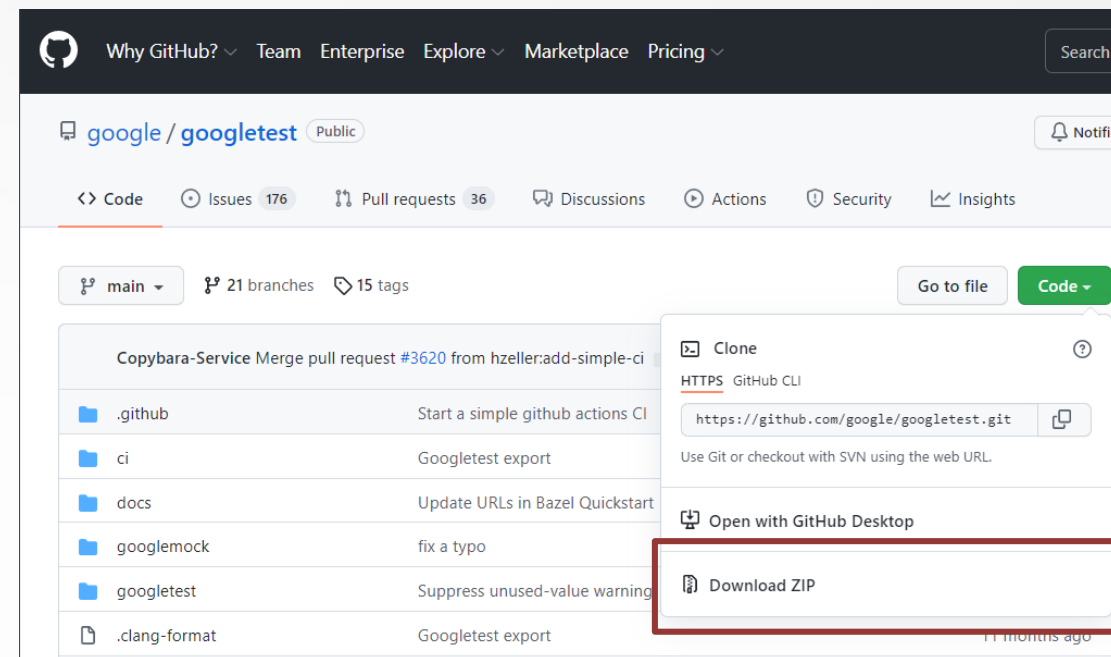 Why GitHub? Team Enterprise Explore Marketplace Pricing Search
google / googletest Public
<> Code Issues 176 Pull requests 36 Discussions Actions Security Insights
main 21 branches 15 tags Go to file Code
Copybara-Service Merge pull request #3620 from hzeller:add-simple-ci
.github Start a simple github actions CI
ci Googletest export
docs Update URLs in Bazel Quickstart
googlemock fix a typo
googletest Suppress unused-value warning
.clang-format Googletest export 11 months ago
Clone
HTTPS GitHub CLI
https://github.com/google/googletest.git
Use Git or checkout with SVN using the web URL.
Open with GitHub Desktop
Download ZIP